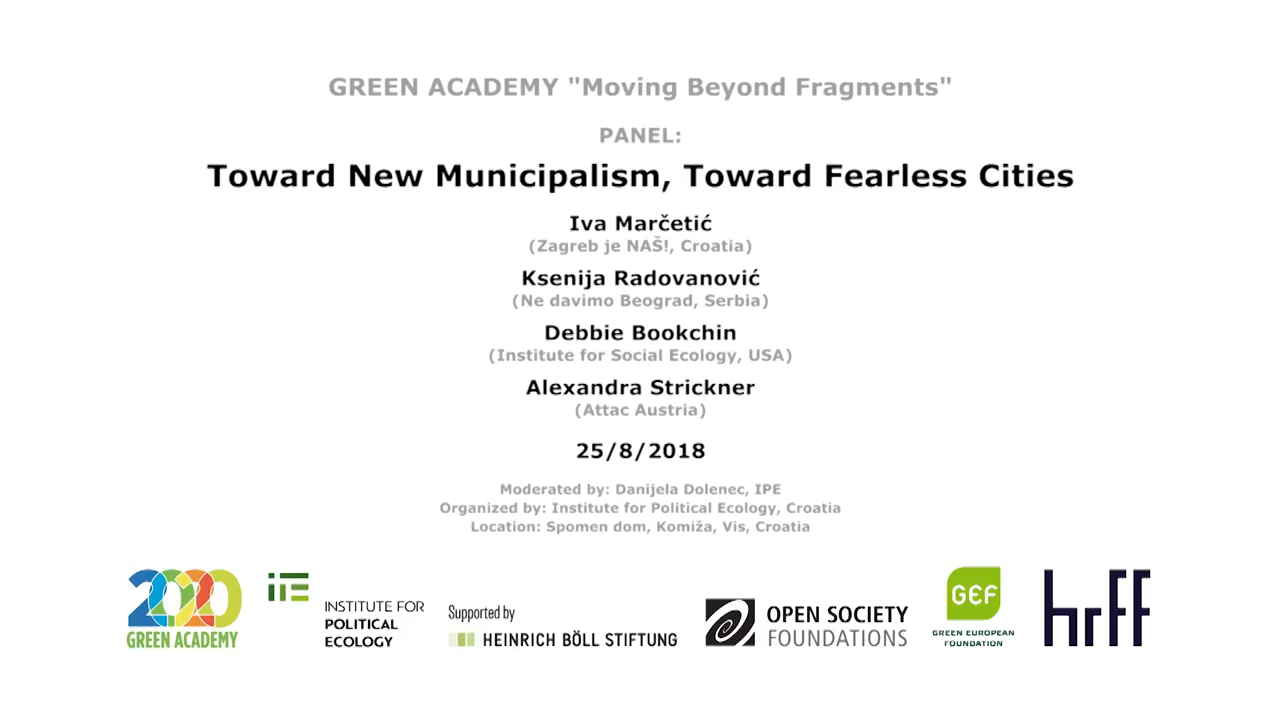 GREEN ACADEMY "Moving Beyond Fragments"
PANEL:
Toward New Municipalism, Toward Fearless Cities
Iva Marčetić
(Zagreb je NAŠ!, Croatia)
Ksenija Radovanović
(Ne davimo Beograd, Serbia)
Debbie Bookchin
(Institute for Social Ecology, USA)
Alexandra Strickner
(Attac Austria)
25/8/2018
Moderated by: Danijela Dolenec, IPE
Organized by: Institute for Political Ecology, Croatia
Location: Spomen dom, Komiža, Vis, Croatia
2020
GREEN ACADEMY
INSTITUTE FOR
POLITICAL
ECOLOGY
Supported by
HEINRICH BÖLL STIFTUNG
OPEN SOCIETY
FOUNDATIONS
GEF
GREEN EUROPEAN
FOUNDATION
hrFF